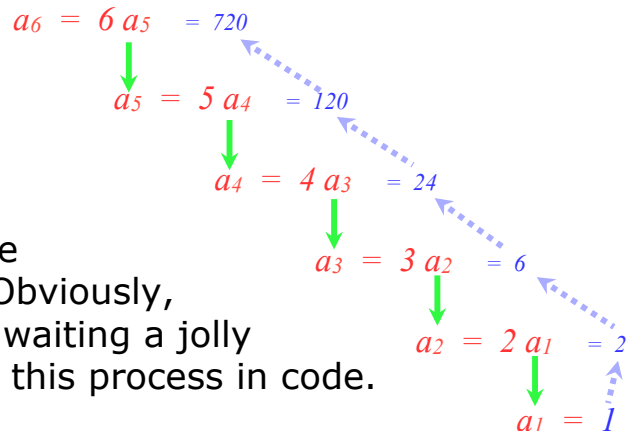 a6 = 6 a5 = 720
a5 = 5 a4 = 120
a4 = 4 a3 = 24
a3 = 3 a2 = 6
Obviously,
a2 = 2 a1 = 2
waiting a jolly
this process in code.
a1 = 1